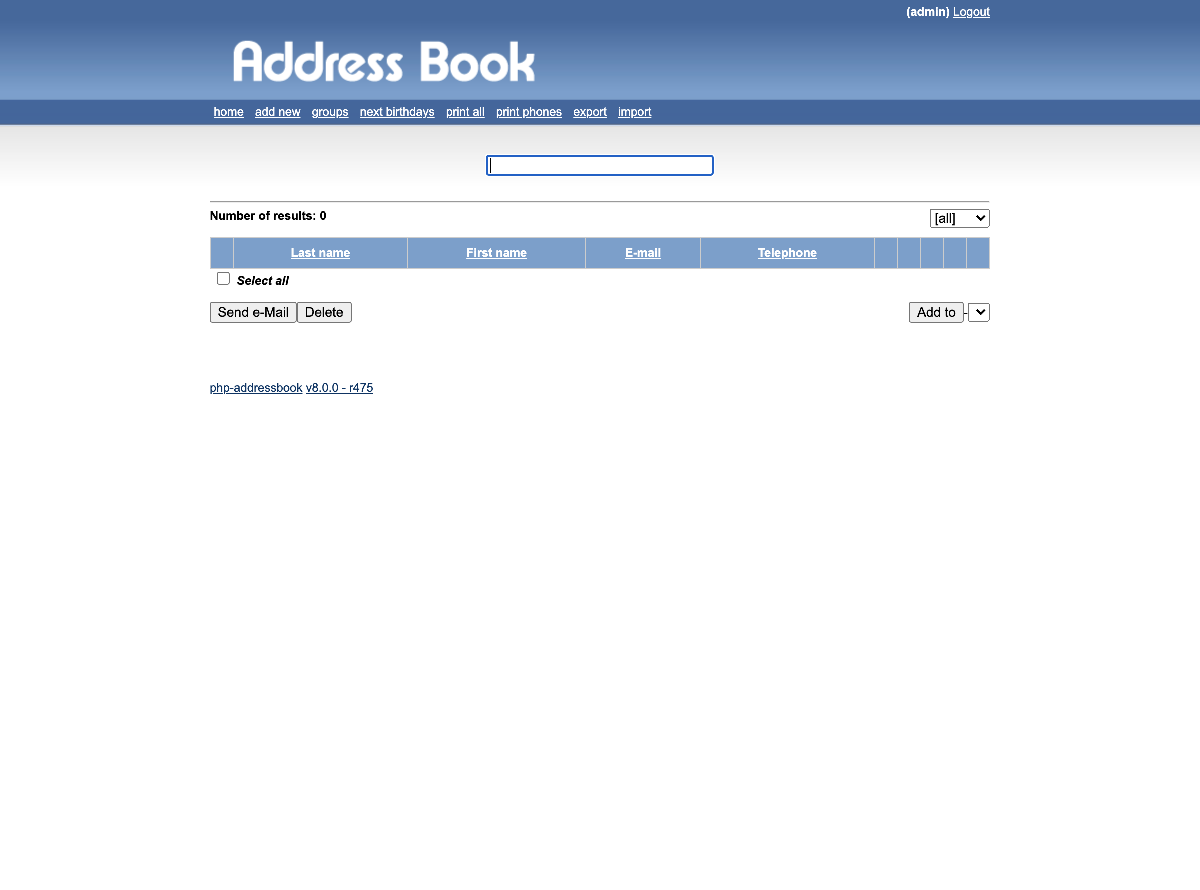 (admin) Logout
Address Book
home add new groups next birthdays print all print phones export import
Number of results: 0
[all]
Last name First name E-mail Telephone
Select all
Send e-Mail Delete Add to -
php-addressbook v8.0.0 - r475